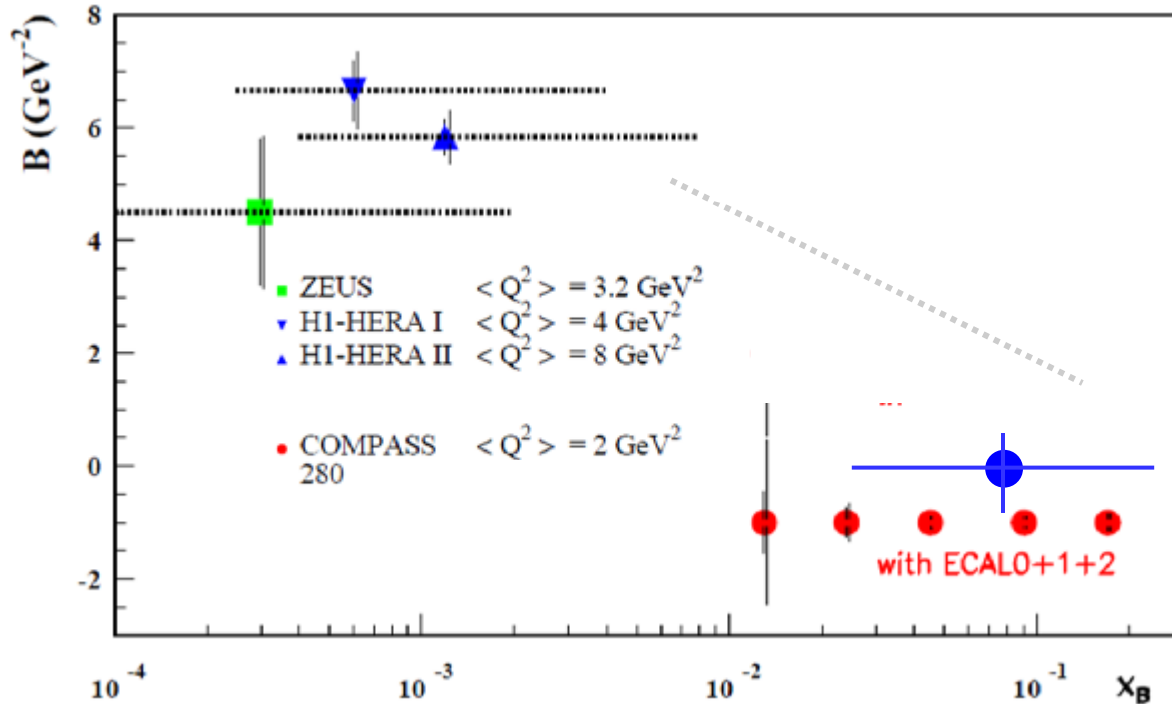 B (GeV⁻²)
8
6
4
2
0
-2
ZEUS < Q² > = 3.2 GeV²
H1-HERA I < Q² > = 4 GeV²
H1-HERA II < Q² > = 8 GeV²
COMPASS < Q² > = 2 GeV²
280
with ECAL0+1+2
10⁻⁴ 10⁻³ 10⁻² 10⁻¹ x_B